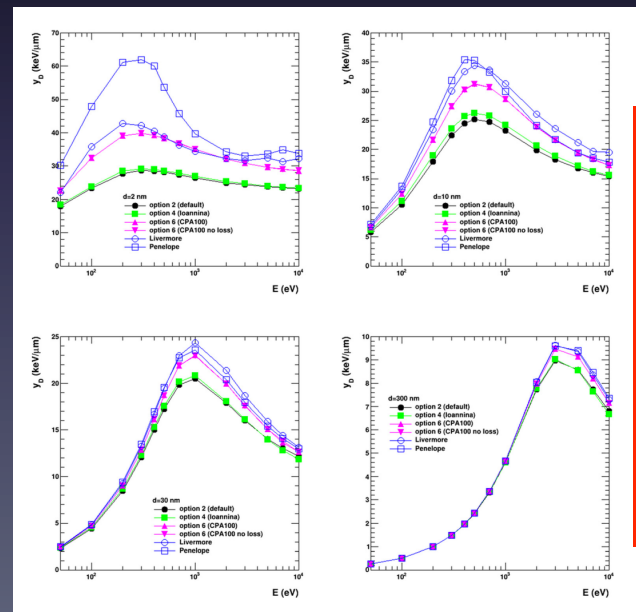 y_D (keV/μm)
70
60
50
40
30
20
10
0
d=2 nm
option 2 (default)
option 4 (Ioannina)
option 6 (CPA100)
option 6 (CPA100 no loss)
Livermore
Penelope
10²
10³
10⁴
E (eV)
y_D (keV/μm)
40
35
30
25
20
15
10
5
0
d=10 nm
option 2 (default)
option 4 (Ioannina)
option 6 (CPA100)
option 6 (CPA100 no loss)
Livermore
Penelope
10²
10³
10⁴
E (eV)
y_D (keV/μm)
25
20
15
10
5
0
d=30 nm
option 2 (default)
option 4 (Ioannina)
option 6 (CPA100)
option 6 (CPA100 no loss)
Livermore
Penelope
10²
10³
10⁴
E (eV)
y_D (keV/μm)
10
9
8
7
6
5
4
3
2
1
0
d=300 nm
option 2 (default)
option 4 (Ioannina)
option 6 (CPA100)
option 6 (CPA100 no loss)
Livermore
Penelope
10²
10³
10⁴
E (eV)